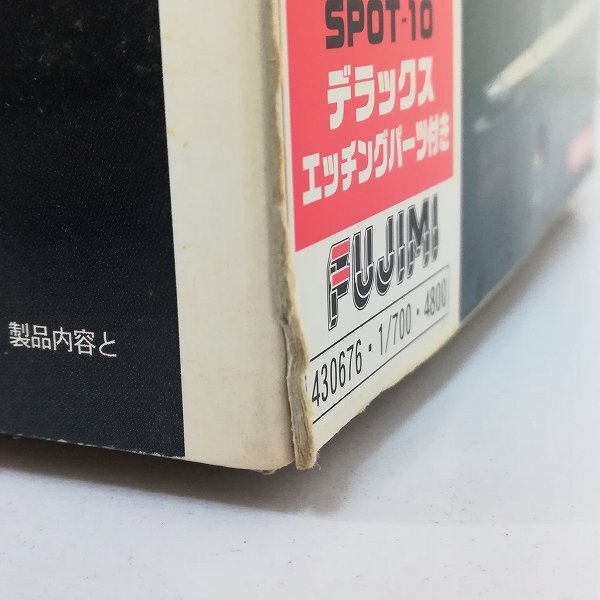 SPOT-10
デラックス
エッチングパーツ付き
FUJIMI
430676・1/700・4800
製品内容と